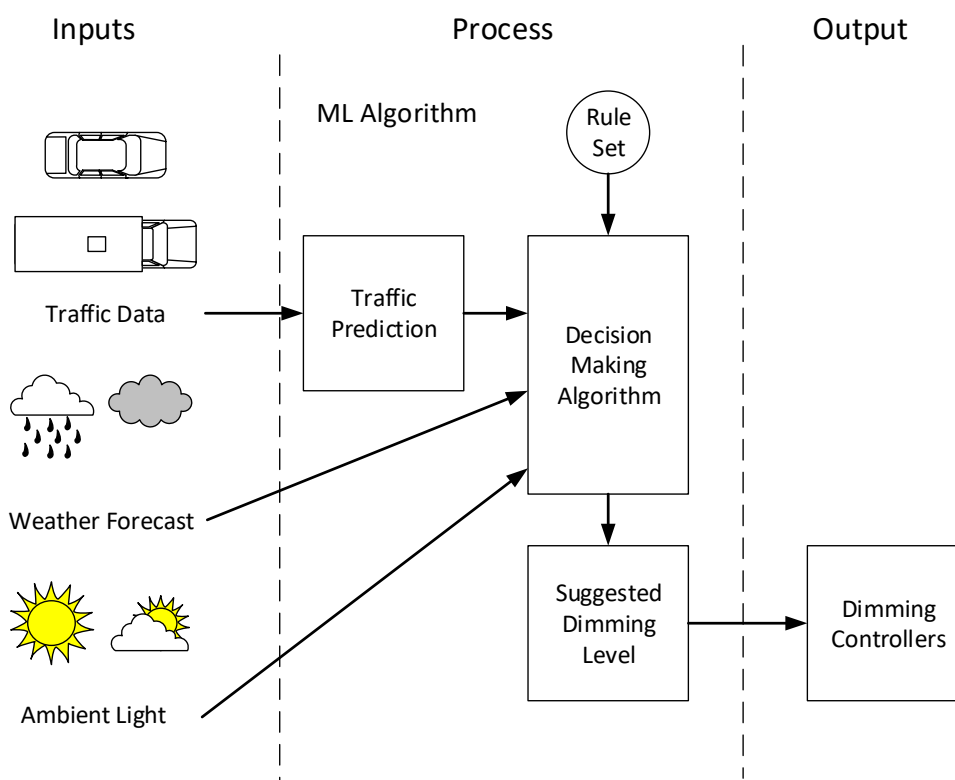 Inputs
Process
Output
ML Algorithm
Rule
Set
Traffic Data
Traffic
Prediction
Decision
Making
Algorithm
Weather Forecast
Ambient Light
Suggested
Dimming
Level
Dimming
Controllers